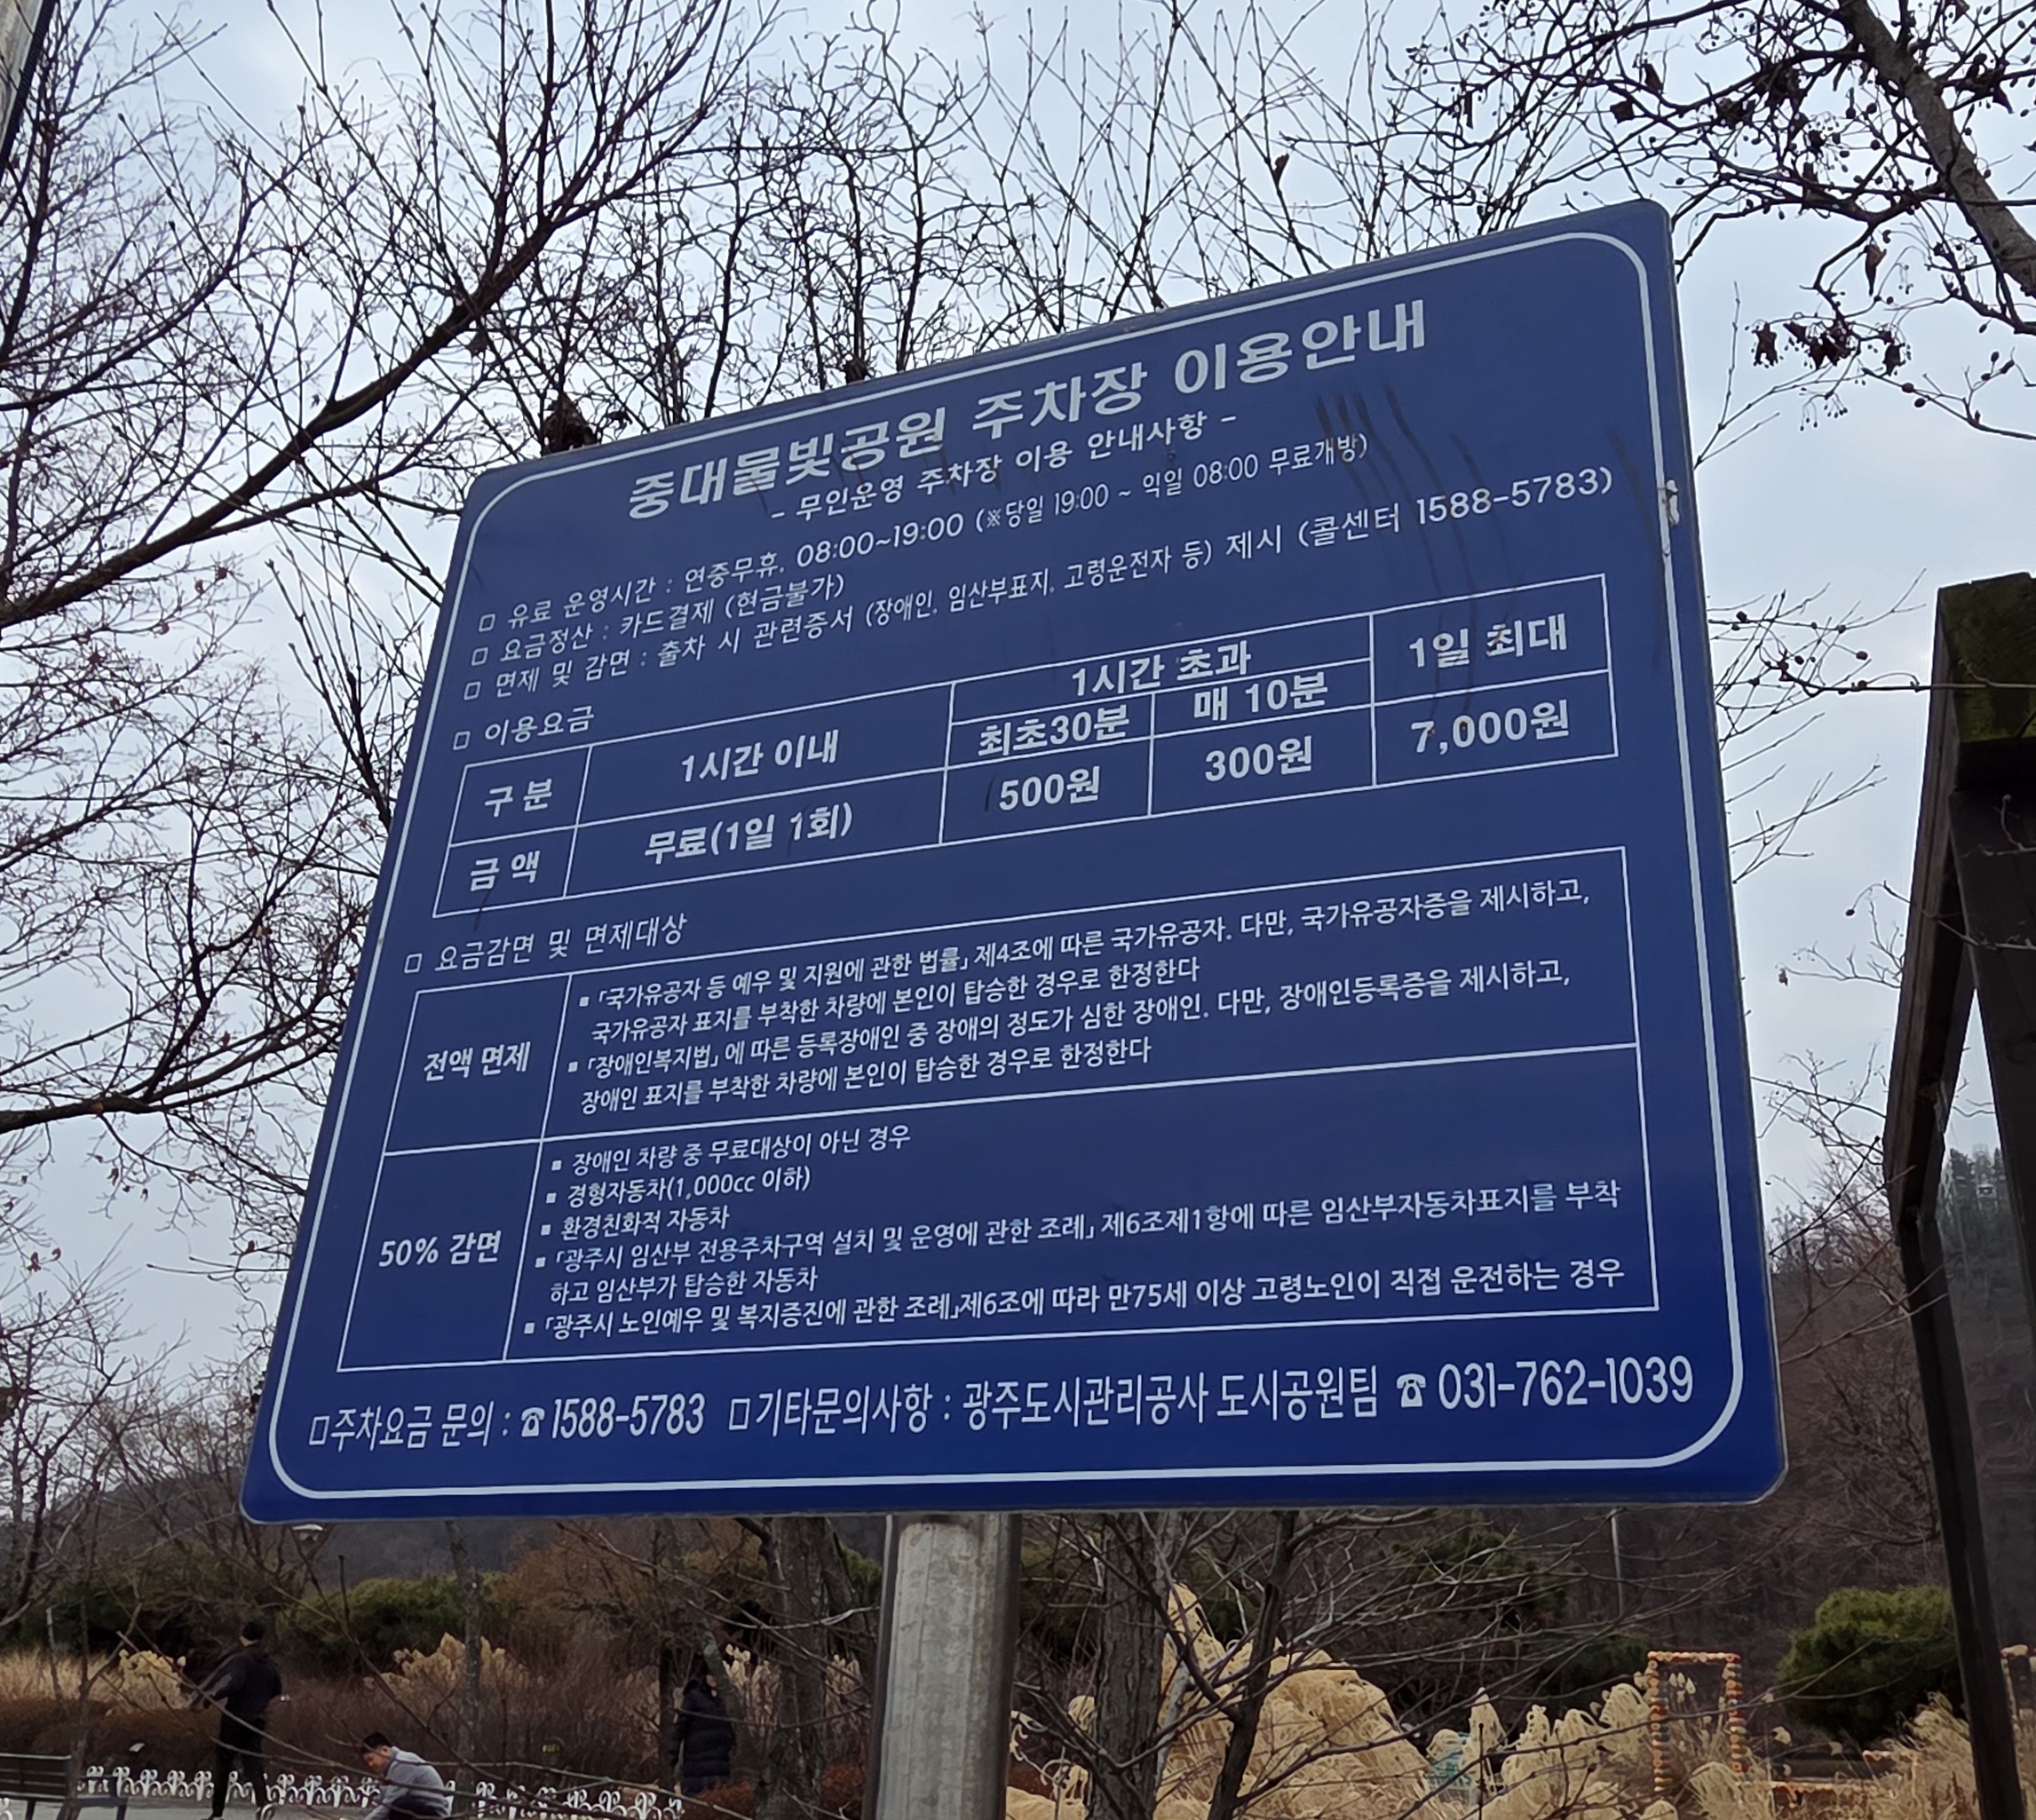 중대물빛공원 주차장 이용안내
- 무인운영 주차장 이용 안내사항 -
□ 유료 운영시간 : 연중무휴, 08:00~19:00 (※당일 19:00 ~ 익일 08:00 무료개방)
□ 요금정산 : 카드결제 (현금불가)
□ 면제 및 감면 : 출차 시 관련증서 (장애인, 임산부표지, 고령운전자 등) 제시 (콜센터 1588-5783)
□ 이용요금
구 분 1시간 이내 1시간 초과 1일 최대
최초30분 매 10분
금 액 무료(1일 1회) 500원 300원 7,000원
□ 요금감면 및 면제대상
전액 면제
▪ 「국가유공자 등 예우 및 지원에 관한 법률」 제4조에 따른 국가유공자. 다만, 국가유공자증을 제시하고,
국가유공자 표지를 부착한 차량에 본인이 탑승한 경우로 한정한다
▪ 「장애인복지법」 에 따른 등록장애인 중 장애의 정도가 심한 장애인. 다만, 장애인등록증을 제시하고,
장애인 표지를 부착한 차량에 본인이 탑승한 경우로 한정한다
50% 감면
▪ 장애인 차량 중 무료대상이 아닌 경우
▪ 경형자동차(1,000cc 이하)
▪ 환경친화적 자동차
▪ 「광주시 임산부 전용주차구역 설치 및 운영에 관한 조례」 제6조제1항에 따른 임산부자동차표지를 부착
하고 임산부가 탑승한 자동차
▪ 「광주시 노인예우 및 복지증진에 관한 조례」제6조에 따라 만75세 이상 고령노인이 직접 운전하는 경우
□주차요금 문의 : ☎1588-5783 □기타문의사항 : 광주도시관리공사 도시공원팀 ☎ 031-762-1039